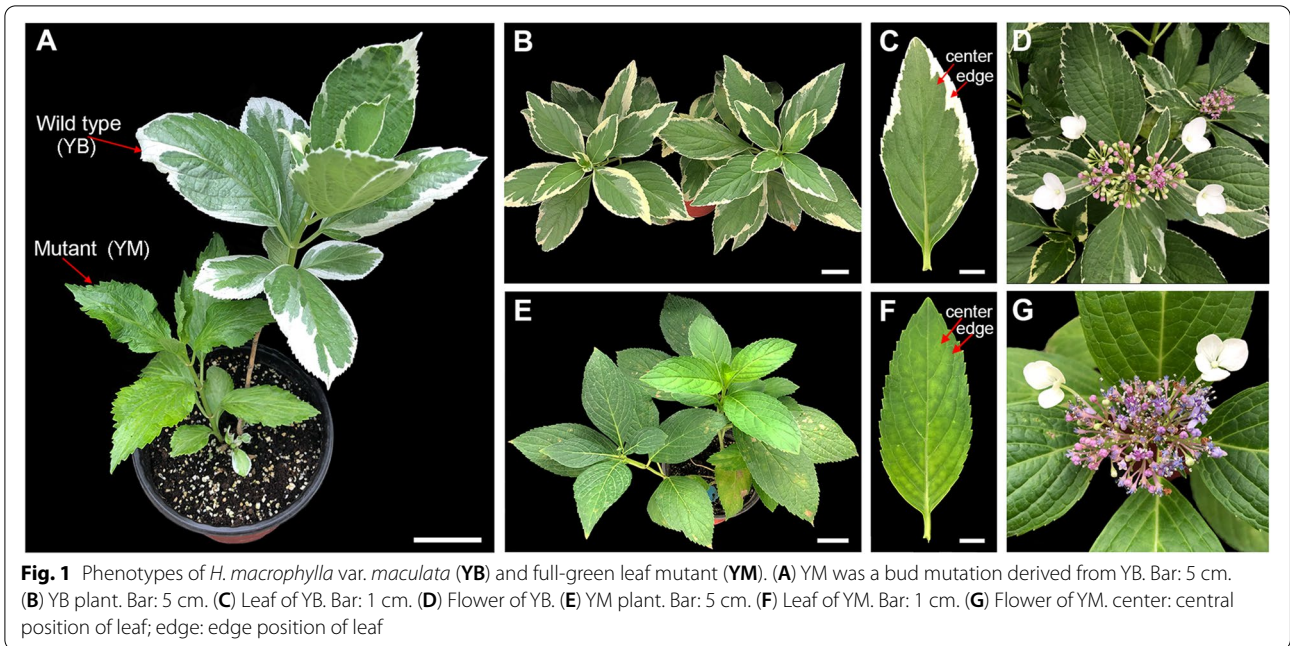 A
Wild type
(YB)
Mutant (YM)
B
C
center
edge
D
E
F
center
edge
G
Fig. 1 Phenotypes of H. macrophylla var. maculata (YB) and full-green leaf mutant (YM). (A) YM was a bud mutation derived from YB. Bar: 5 cm.
(B) YB plant. Bar: 5 cm. (C) Leaf of YB. Bar: 1 cm. (D) Flower of YB. (E) YM plant. Bar: 5 cm. (F) Leaf of YM. Bar: 1 cm. (G) Flower of YM. center: central
position of leaf; edge: edge position of leaf